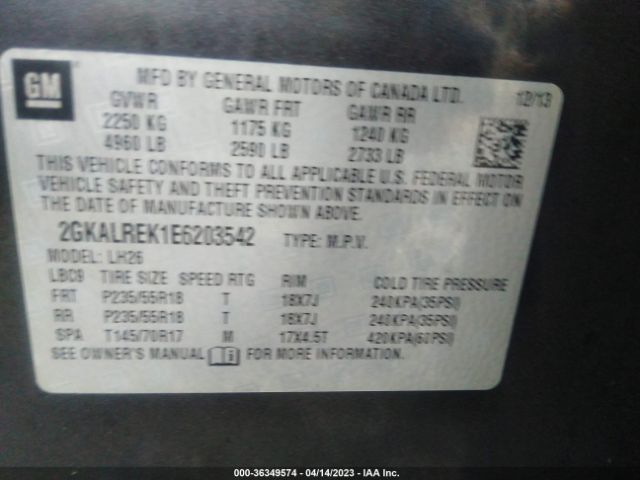 GM
MFD BY GENERAL MOTORS OF CANADA LTD. 12/13
GVWR GAWR FRT GAWR RR
2250 KG 1175 KG 1240 KG
4960 LB 2590 LB 2733 LB
THIS VEHICLE CONFORMS TO ALL APPLICABLE U.S. FEDERAL MOTOR
VEHICLE SAFETY AND THEFT PREVENTION STANDARDS IN EFFECT ON
THE DATE OF MANUFACTURE SHOWN ABOVE.
2GKALREK1E6203542 TYPE: M.P.V.
MODEL: LH26
LBC9 TIRE SIZE SPEED RTG RIM COLD TIRE PRESSURE
FRT P235/55R18 T 18X7J 240KPA(35PSI)
RR P235/55R18 T 18X7J 240KPA(35PSI)
SPA T145/70R17 M 17X4.5T 420KPA(60PSI)
SEE OWNER'S MANUAL FOR MORE INFORMATION.
000-36349574 - 04/14/2023 - IAA Inc.